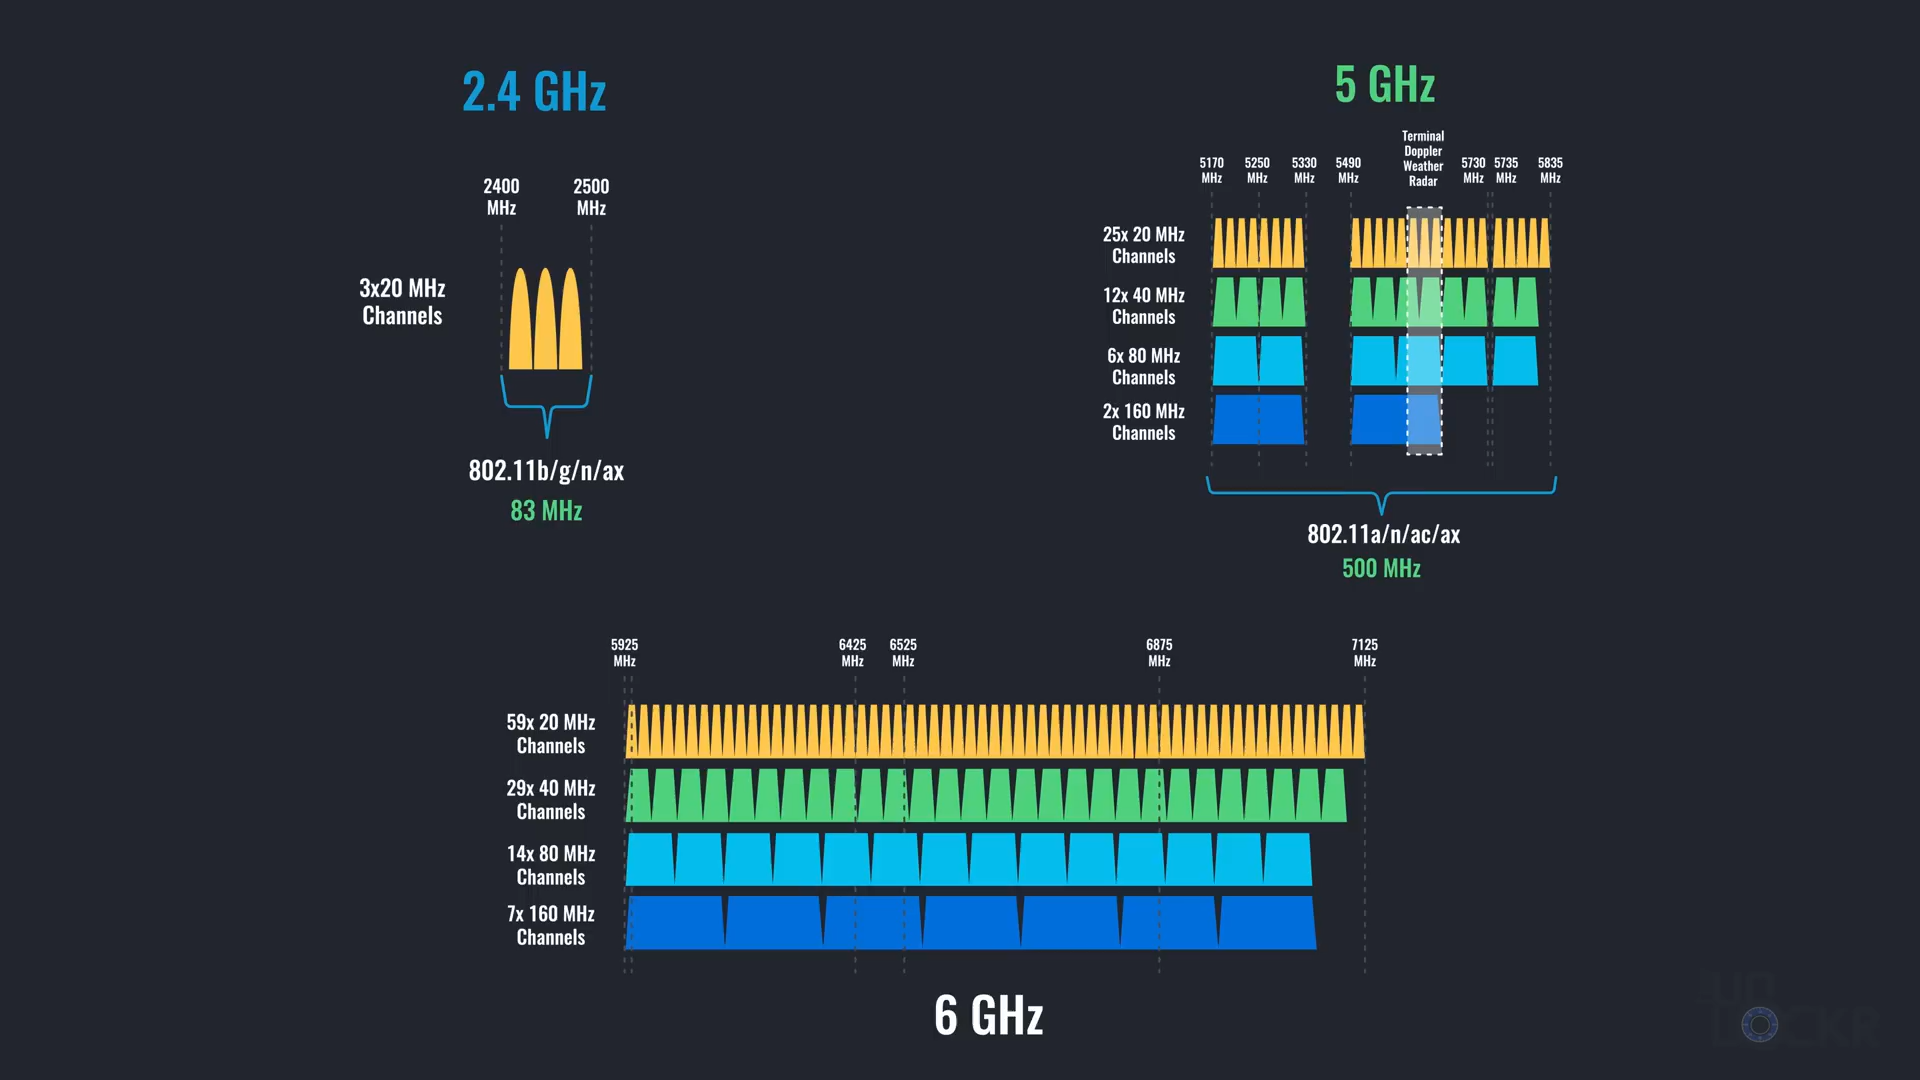 2.4 GHz
2400
MHz
2500
MHz
3x20 MHz
Channels
802.11b/g/n/ax
83 MHz
5 GHz
Terminal
Doppler
Weather
Radar
5170
MHz
5250
MHz
5330
MHz
5490
MHz
5730
MHz
5735
MHz
5835
MHz
25x 20 MHz
Channels
12x 40 MHz
Channels
6x 80 MHz
Channels
2x 160 MHz
Channels
802.11a/n/ac/ax
500 MHz
5925
MHz
6425
MHz
6525
MHz
6875
MHz
7125
MHz
59x 20 MHz
Channels
29x 40 MHz
Channels
14x 80 MHz
Channels
7x 160 MHz
Channels
6 GHz